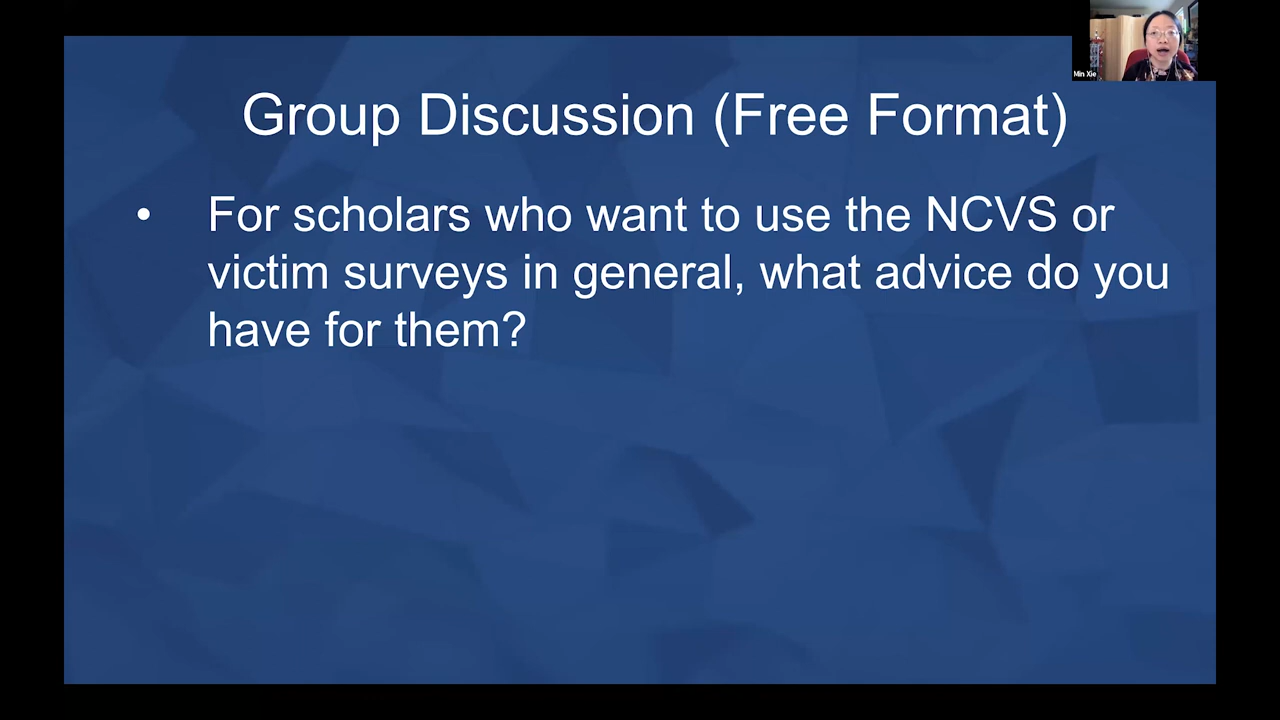 Min Xie
Group Discussion (Free Format)
• For scholars who want to use the NCVS or
victim surveys in general, what advice do you
have for them?